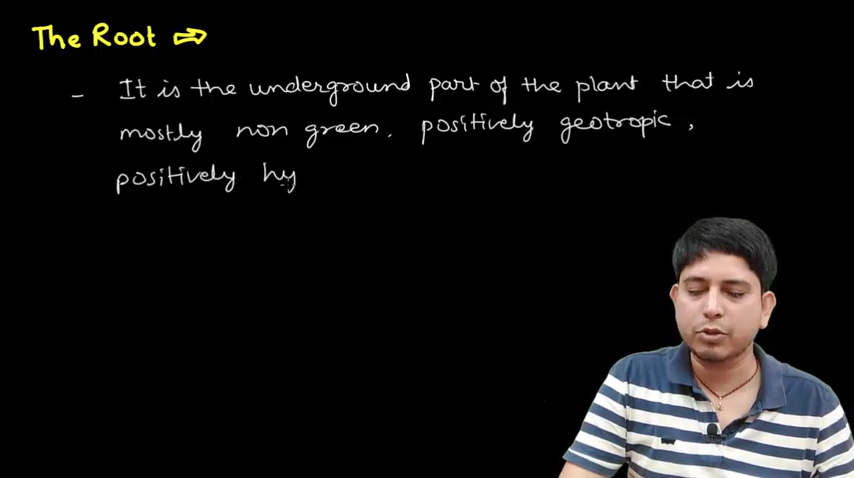 The Root ⇒
- It is the underground part of the plant that is
mostly non green, positively geotropic,
positively hy